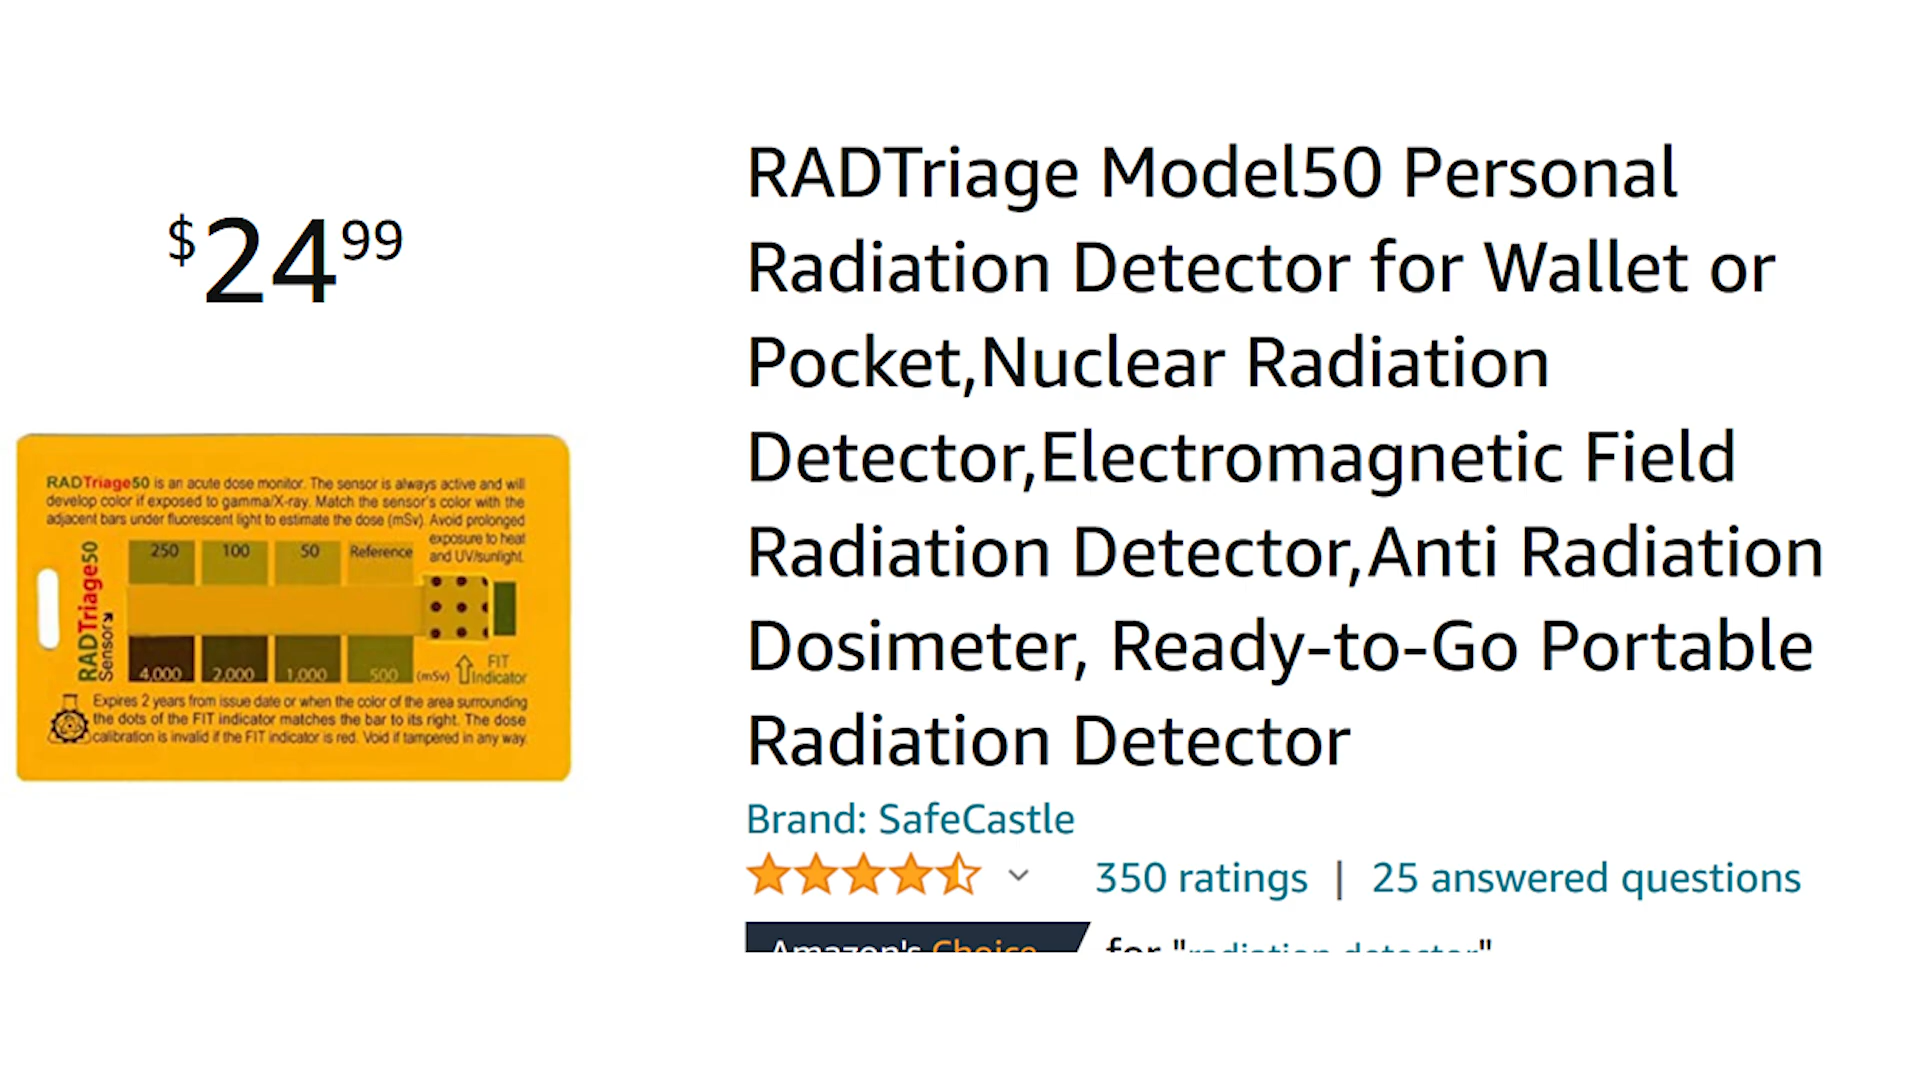 $24 99
RADTriage50 is an acute dose monitor. The sensor is always active and will
develop color if exposed to gamma/X-ray. Match the sensor's color with the
adjacent bars under fluorescent light to estimate the dose (mSv). Avoid prolonged
exposure to heat
and UV/sunlight.
250 100 50 Reference
RADTriage50
Sensor
4,000 2,000 1,000 500 (mSv)
FIT
Indicator
Expires 2 years from issue date or when the color of the area surrounding
the dots of the FIT indicator matches the bar to its right. The dose
calibration is invalid if the FIT indicator is red. Void if tampered in any way.
RADTriage Model50 Personal
Radiation Detector for Wallet or
Pocket,Nuclear Radiation
Detector,Electromagnetic Field
Radiation Detector,Anti Radiation
Dosimeter, Ready-to-Go Portable
Radiation Detector
Brand: SafeCastle
350 ratings | 25 answered questions
Amazon's Choice for "radiation detector"